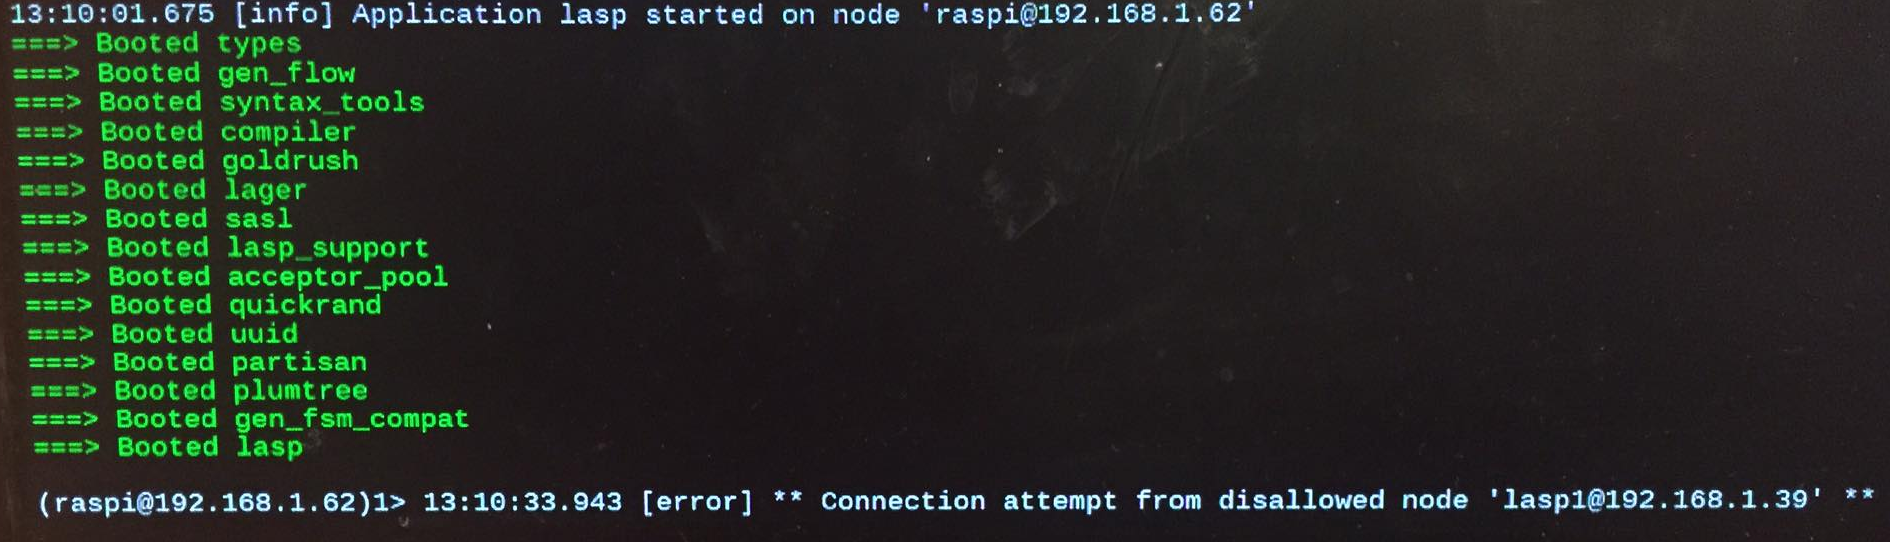 13:10:01.675 [info] Application lasp started on node 'raspi@192.168.1.62'
===> Booted types
===> Booted gen_flow
===> Booted syntax_tools
===> Booted compiler
===> Booted goldrush
===> Booted lager
===> Booted sasl
===> Booted lasp_support
===> Booted acceptor_pool
===> Booted quickrand
===> Booted uuid
===> Booted partisan
===> Booted plumtree
===> Booted gen_fsm_compat
===> Booted lasp
(raspi@192.168.1.62)1> 13:10:33.943 [error] ** Connection attempt from disallowed node 'lasp1@192.168.1.39' **